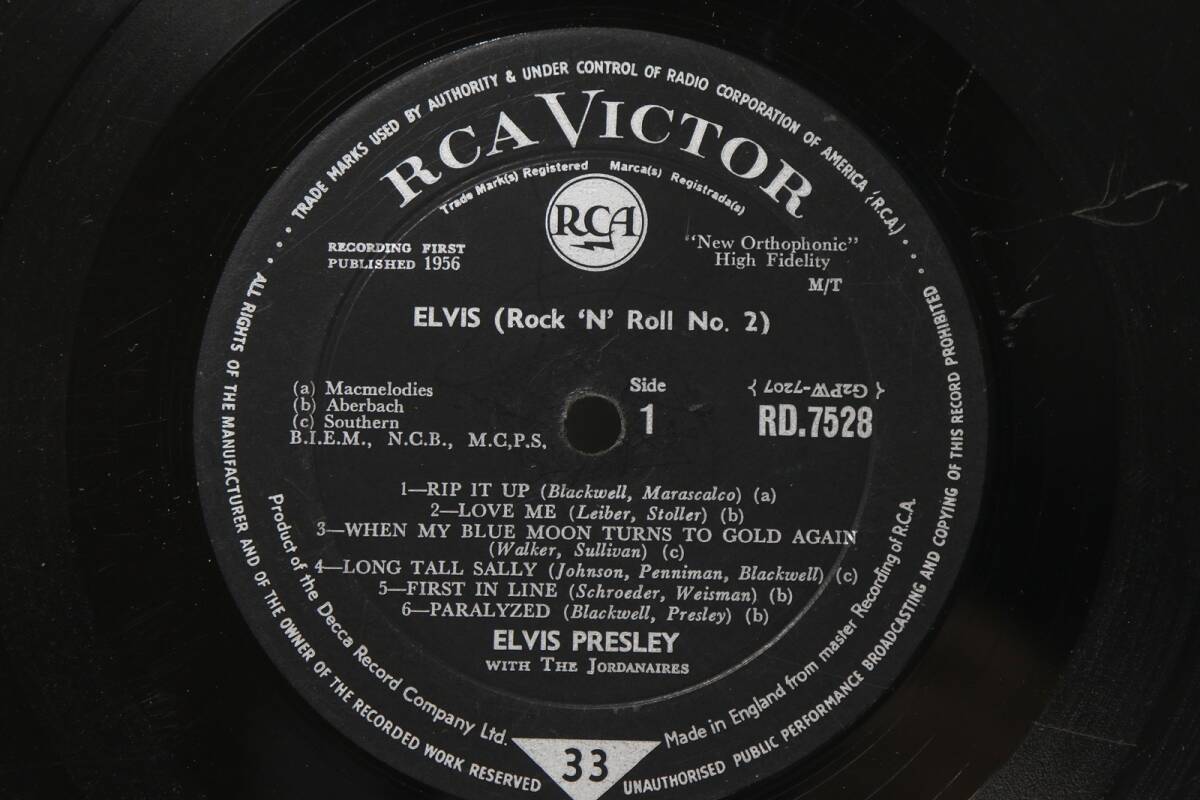 .... TRADE MARKS USED BY AUTHORITY & UNDER CONTROL OF RADIO CORPORATION OF AMERICA (R.C.A.) ....
RCA VICTOR
Trade Mark(s) Registered Marca(s) Registrada(s)
RCA
RECORDING FIRST
PUBLISHED 1956
"New Orthophonic"
High Fidelity
M/T
ELVIS (Rock 'N' Roll No. 2)
(a) Macmelodies
(b) Aberbach
(c) Southern
B.I.E.M., N.C.B., M.C,P.S.
Side
1
{ G2PW-7207 }
RD.7528
1—RIP IT UP (Blackwell, Marascalco) (a)
2—LOVE ME (Leiber, Stoller) (b)
3—WHEN MY BLUE MOON TURNS TO GOLD AGAIN
(Walker, Sullivan) (c)
4—LONG TALL SALLY (Johnson, Penniman, Blackwell) (c)
5—FIRST IN LINE (Schroeder, Weisman) (b)
6—PARALYZED (Blackwell, Presley) (b)
ELVIS PRESLEY
WITH THE JORDANAIRES
Product of the Decca Record Company Ltd.
Made in England from master Recording of R.C.A.
33
ALL RIGHTS OF THE MANUFACTURER AND OF THE OWNER OF THE RECORDED WORK RESERVED
UNAUTHORISED PUBLIC PERFORMANCE BROADCASTING AND COPYING OF THIS RECORD PROHIBITED